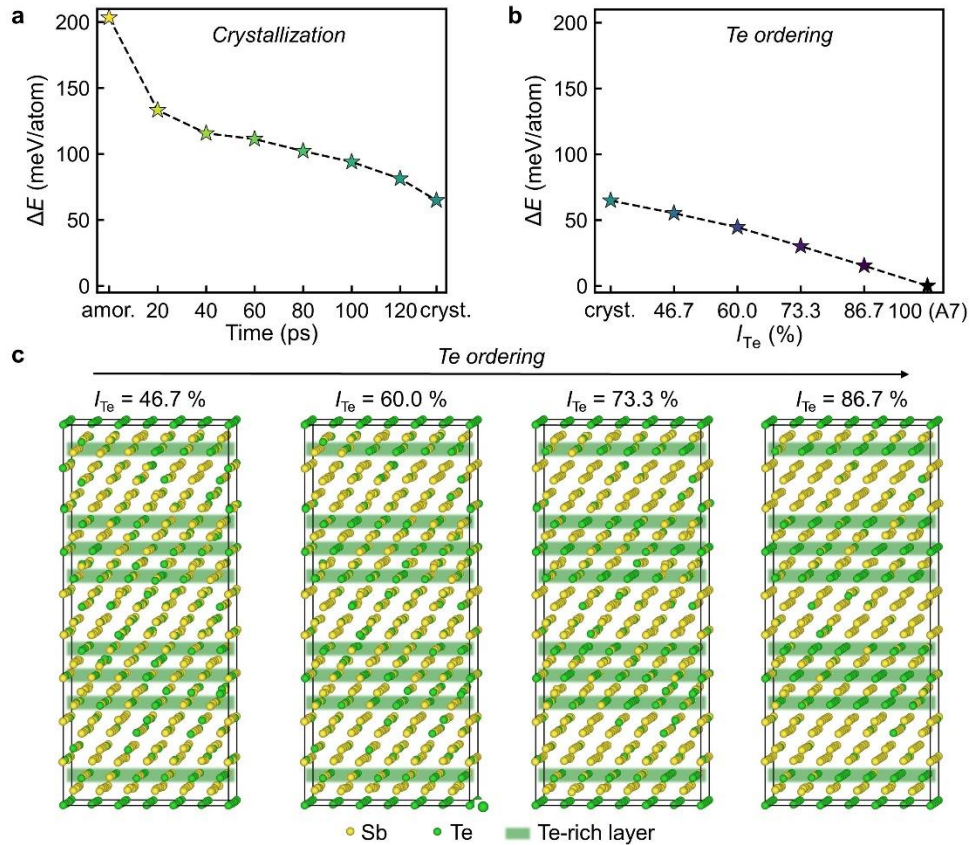 a
Crystallization
ΔE (meV/atom)
200
150
100
50
0
amor. 20 40 60 80 100 120 cryst.
Time (ps)
b
Te ordering
ΔE (meV/atom)
200
150
100
50
0
cryst. 46.7 60.0 73.3 86.7 100 (A7)
I_Te (%)
c
Te ordering
I_Te = 46.7 % I_Te = 60.0 % I_Te = 73.3 % I_Te = 86.7 %
Sb Te Te-rich layer